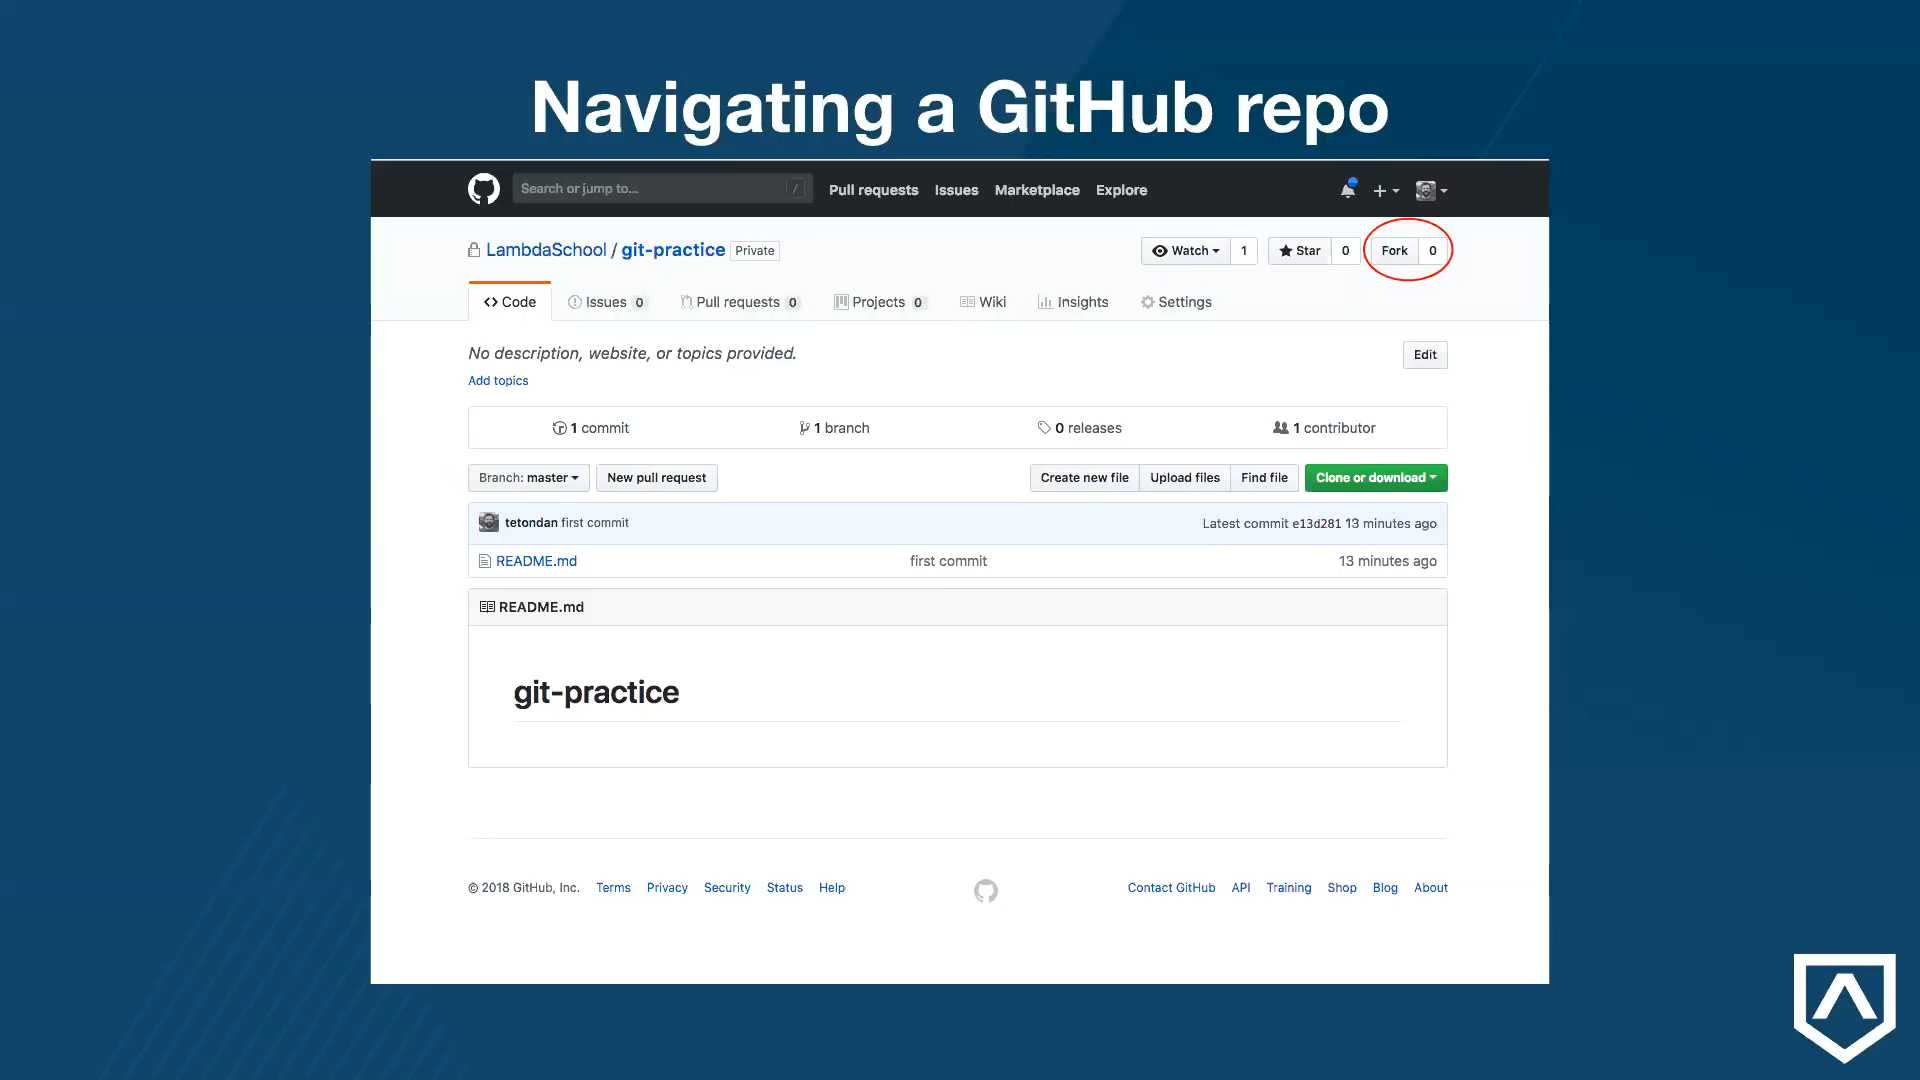 Navigating a GitHub repo
Search or jump to... / Pull requests Issues Marketplace Explore
LambdaSchool / git-practice Private Watch 1 Star 0 Fork 0
Code Issues 0 Pull requests 0 Projects 0 Wiki Insights Settings
No description, website, or topics provided. Edit
Add topics
1 commit 1 branch 0 releases 1 contributor
Branch: master New pull request Create new file Upload files Find file Clone or download
tetondan first commit Latest commit e13d281 13 minutes ago
README.md first commit 13 minutes ago
README.md
git-practice
© 2018 GitHub, Inc. Terms Privacy Security Status Help Contact GitHub API Training Shop Blog About